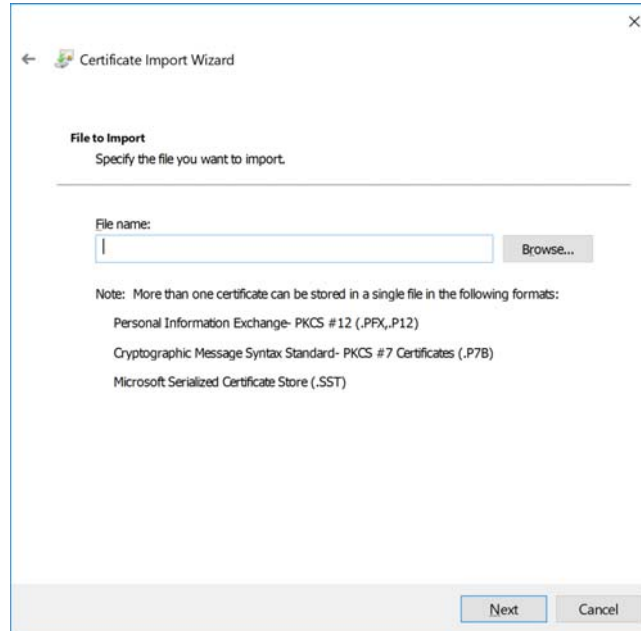 Certificate Import Wizard
File to Import
Specify the file you want to import.
File name:
Browse...
Note: More than one certificate can be stored in a single file in the following formats:
Personal Information Exchange- PKCS #12 (.PFX,.P12)
Cryptographic Message Syntax Standard- PKCS #7 Certificates (.P7B)
Microsoft Serialized Certificate Store (.SST)
Next
Cancel